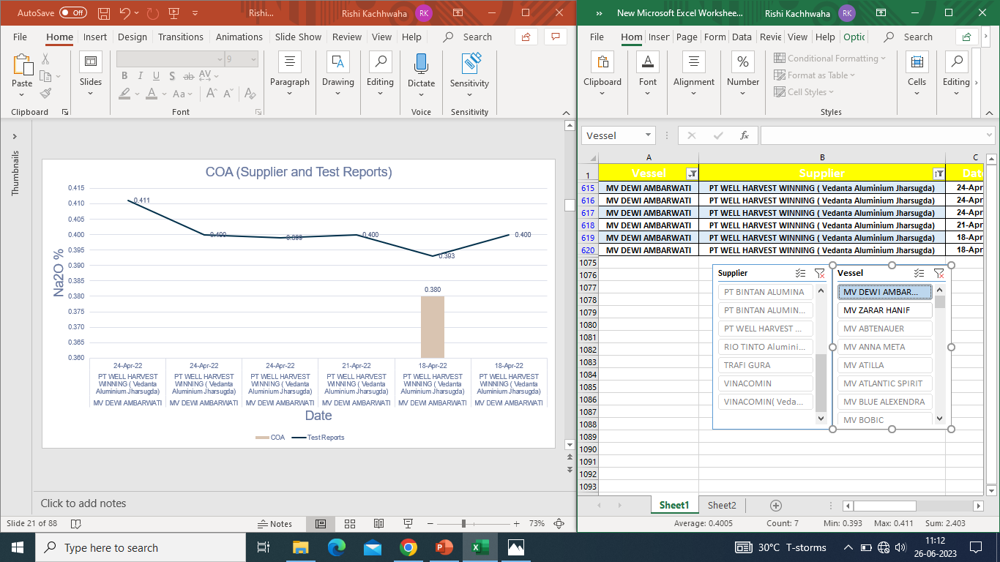 AutoSave Off Rishi... Rishi Kachhwaha RK
File Home Insert Design Transitions Animations Slide Show Review View Help Search
Paste Slides 9 Paragraph Drawing Editing Dictate Sensitivity
B I U S ab AV
A Aa A A A
Clipboard Font Voice Sensitivity
Thumbnails
COA (Supplier and Test Reports)
0.415
0.410
0.405
0.400
0.395
0.390
0.385
0.380
0.375
0.370
0.365
0.360
Na2O %
0.411
0.400
0.399
0.400
0.393
0.400
0.380
24-Apr-22 24-Apr-22 24-Apr-22 21-Apr-22 18-Apr-22 18-Apr-22
PT WELL HARVEST PT WELL HARVEST PT WELL HARVEST PT WELL HARVEST PT WELL HARVEST PT WELL HARVEST
WINNING ( Vedanta WINNING ( Vedanta WINNING ( Vedanta WINNING ( Vedanta WINNING ( Vedanta WINNING ( Vedanta
Aluminium Jharsugda) Aluminium Jharsugda) Aluminium Jharsugda) Aluminium Jharsugda) Aluminium Jharsugda) Aluminium Jharsugda)
MV DEWI AMBARWATI MV DEWI AMBARWATI MV DEWI AMBARWATI MV DEWI AMBARWATI MV DEWI AMBARWATI MV DEWI AMBARWATI
Date
COA Test Reports
Click to add notes
Slide 21 of 88 Notes 73%
» New Microsoft Excel Workshee... Rishi Kachhwaha RK
File Hom Inser Page Form Data Revie View Help Optic Search
Clipboard Font Alignment Number Conditional Formatting Format as Table Cell Styles Cells Editing
Styles
Vessel fx
A B C
1 Vessel Supplier Date
615 MV DEWI AMBARWATI PT WELL HARVEST WINNING ( Vedanta Aluminium Jharsugda) 24-Apr
616 MV DEWI AMBARWATI PT WELL HARVEST WINNING ( Vedanta Aluminium Jharsugda) 24-Apr
617 MV DEWI AMBARWATI PT WELL HARVEST WINNING ( Vedanta Aluminium Jharsugda) 24-Apr
618 MV DEWI AMBARWATI PT WELL HARVEST WINNING ( Vedanta Aluminium Jharsugda) 21-Apr
619 MV DEWI AMBARWATI PT WELL HARVEST WINNING ( Vedanta Aluminium Jharsugda) 18-Apr
620 MV DEWI AMBARWATI PT WELL HARVEST WINNING ( Vedanta Aluminium Jharsugda) 18-Apr
1075
1076
1077
1078
1079
1080
1081
1082
1083
1084
1085
1086
1087
1088
1089
1090
1091
1092
1093
Supplier
PT BINTAN ALUMINA
PT BINTAN ALUMIN...
PT WELL HARVEST ...
RIO TINTO Alumini...
TRAFI GURA
VINACOMIN
VINACOMIN( Veda...
Vessel
MV DEWI AMBAR...
MV ZARAR HANIF
MV ABTENAUER
MV ANNA META
MV ATILLA
MV ATLANTIC SPIRIT
MV BLUE ALEXENDRA
MV BOBIC
Sheet1 Sheet2
Average: 0.4005 Count: 7 Min: 0.393 Max: 0.411 Sum: 2.403
Type here to search 30°C T-storms 11:12
26-06-2023